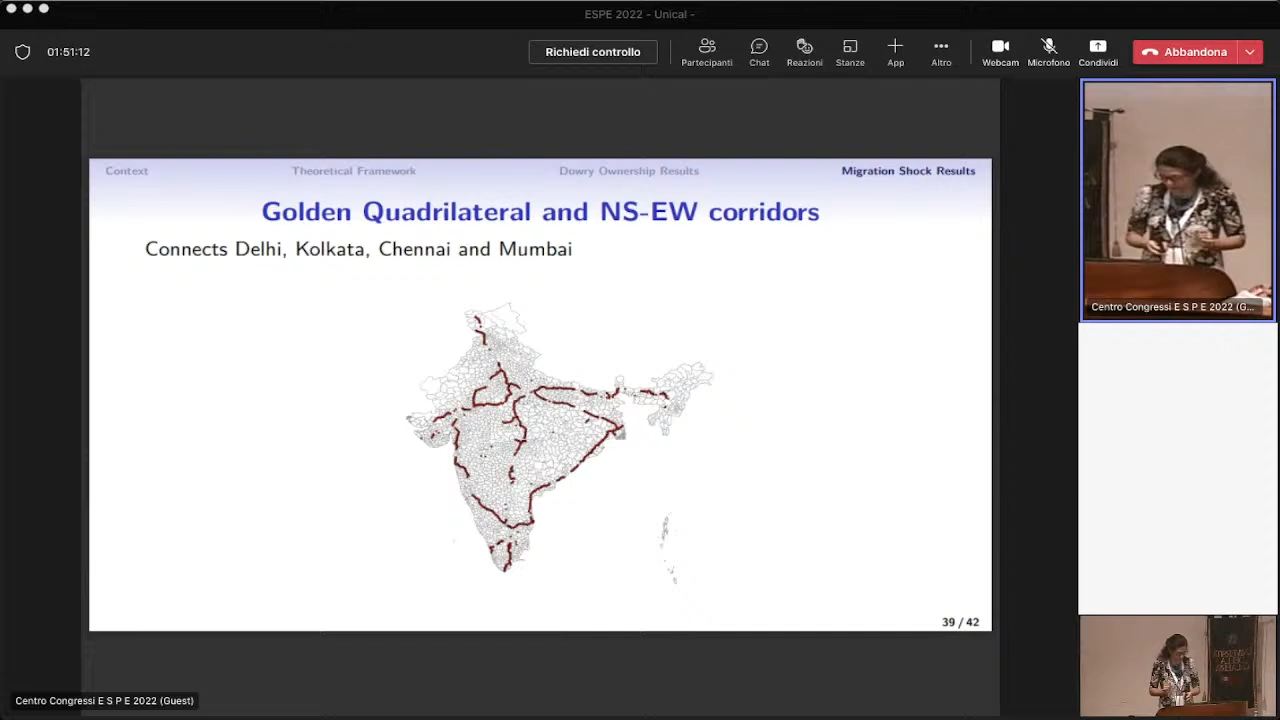 ESPE 2022 - Unical -
01:51:12
Richiedi controllo
Partecipanti
Chat
Reazioni
Stanze
App
Altro
Webcam
Microfono
Condividi
Abbandona
Context
Theoretical Framework
Dowry Ownership Results
Migration Shock Results
Golden Quadrilateral and NS-EW corridors
Connects Delhi, Kolkata, Chennai and Mumbai
39 / 42
Centro Congressi E S P E 2022 (G...
Centro Congressi E S P E 2022 (Guest)